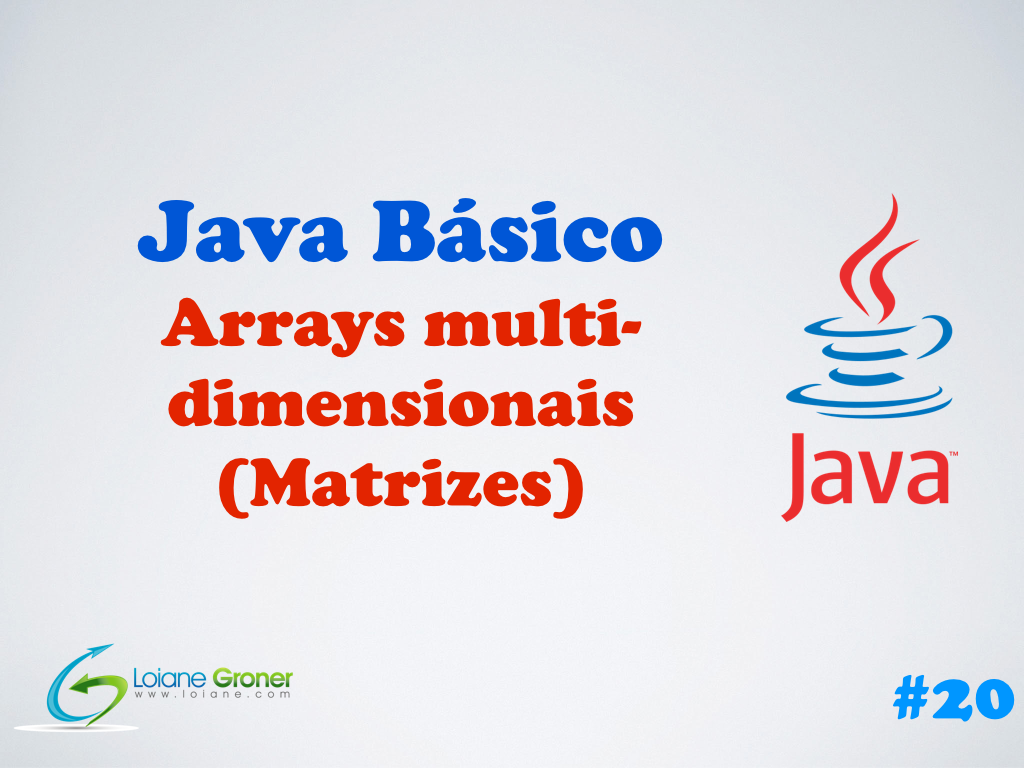 Java Básico
Arrays multi-
dimensionais
(Matrizes)
Java™
Loiane Groner
www.loiane.com
#20